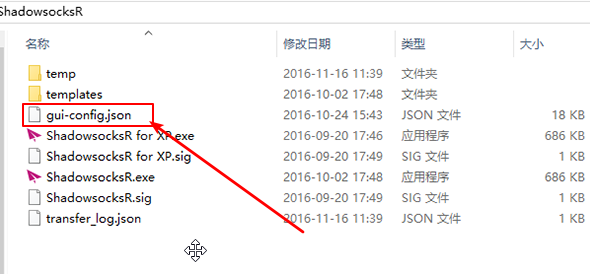 ShadowsocksR
名称 修改日期 类型 大小
temp 2016-11-16 11:39 文件夹
templates 2016-10-02 17:48 文件夹
gui-config.json 2016-10-24 15:43 JSON 文件 18 KB
ShadowsocksR for XP.exe 2016-09-20 17:46 应用程序 686 KB
ShadowsocksR for XP.sig 2016-09-20 17:49 SIG 文件 1 KB
ShadowsocksR.exe 2016-10-02 17:48 应用程序 686 KB
ShadowsocksR.sig 2016-09-20 17:49 SIG 文件 1 KB
transfer_log.json 2016-11-16 11:39 JSON 文件 1 KB